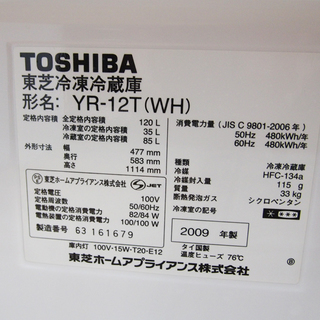 TOSHIBA
東芝冷凍冷蔵庫
形名: YR-12T(WH)
全定格内容積 120 L
冷凍室の定格内容積 35 L
冷蔵室の定格内容積 85 L
外形寸法 幅 477 mm
奥行 583 mm
高さ 1114 mm
東芝ホームアプライアンス株式会社 S JET
定格電圧 100V
定格周波数 50/60Hz
電動機の定格消費電力 82/84 W
電熱装置の定格消費電力 100/100 W
製造番号 63 161679
消費電力量 (JIS C 9801-2006 年)
50Hz 480kWh/年
60Hz 480kWh/年
種類 冷凍冷蔵庫
冷媒 HFC-134a
冷媒封入量 115 g
質量 33 kg
断熱発泡ガス シクロペンタン
冷凍室の記号
2009 年製
庫内灯 100V·15W·T20·E12
タイ国製
温度ヒューズ 76℃
東芝ホームアプライアンス株式会社
B